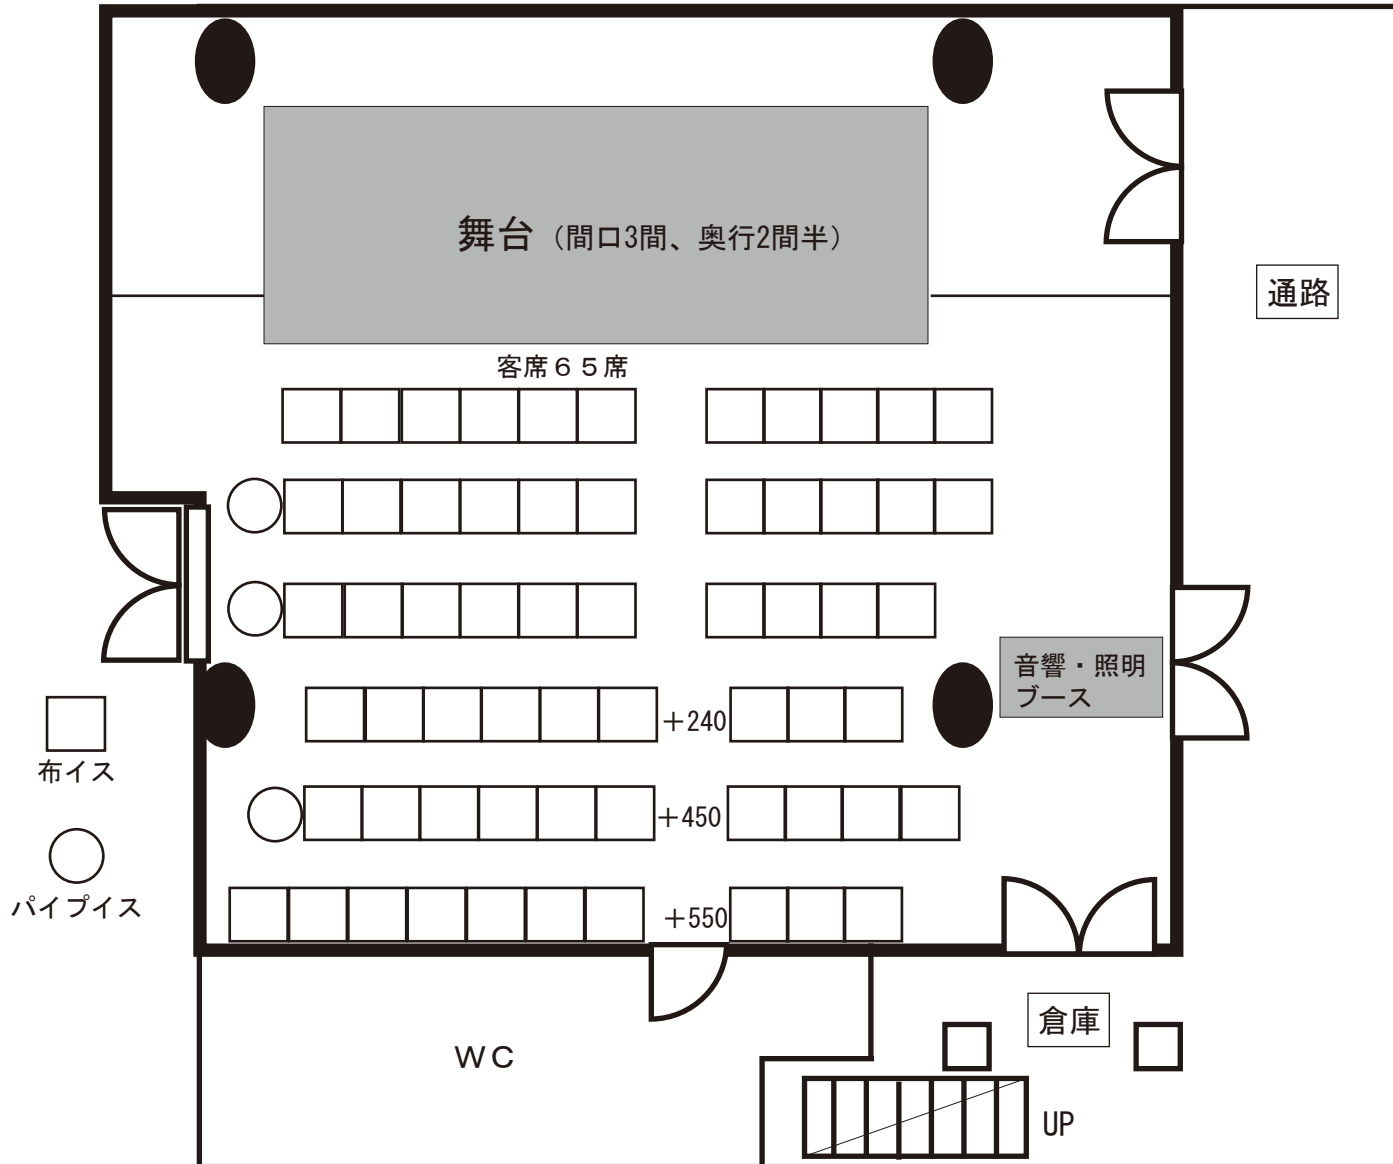 舞台（間口3間、奥行2間半）
通路
客席６５席
音響・照明
ブース
+240
布イス
+450
パイプイス
+550
倉庫
ＷＣ
UP